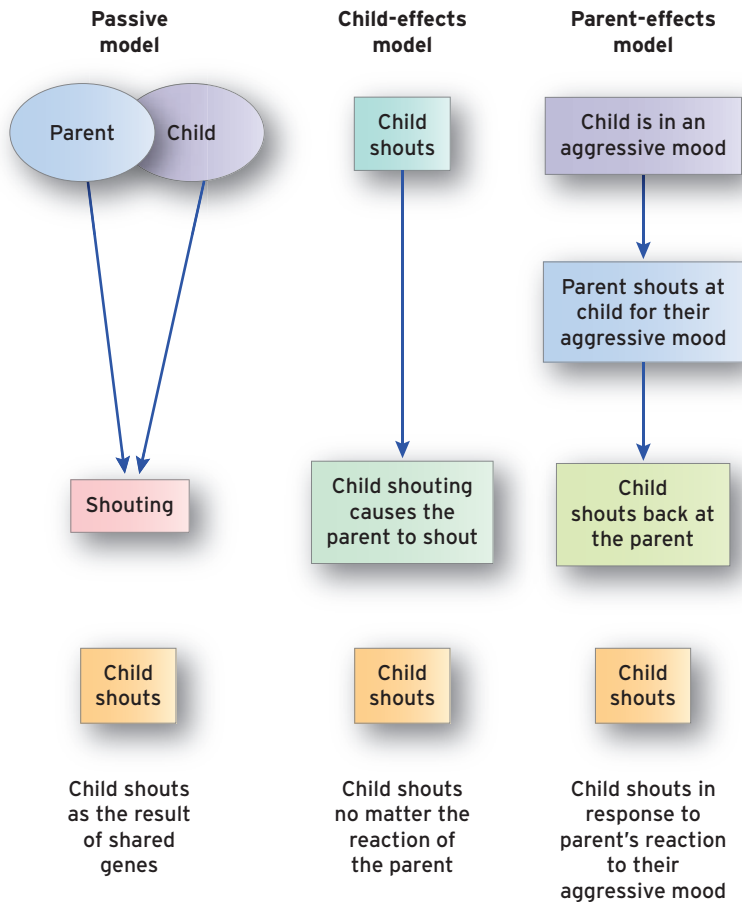 Passive
model
Parent
Child
Shouting
Child
shouts
Child shouts
as the result
of shared
genes
Child-effects
model
Child
shouts
Child shouting
causes the
parent to shout
Child
shouts
Child shouts
no matter the
reaction of
the parent
Parent-effects
model
Child is in an
aggressive mood
Parent shouts at
child for their
aggressive mood
Child
shouts back at
the parent
Child
shouts
Child shouts in
response to
parent's reaction
to their
aggressive mood